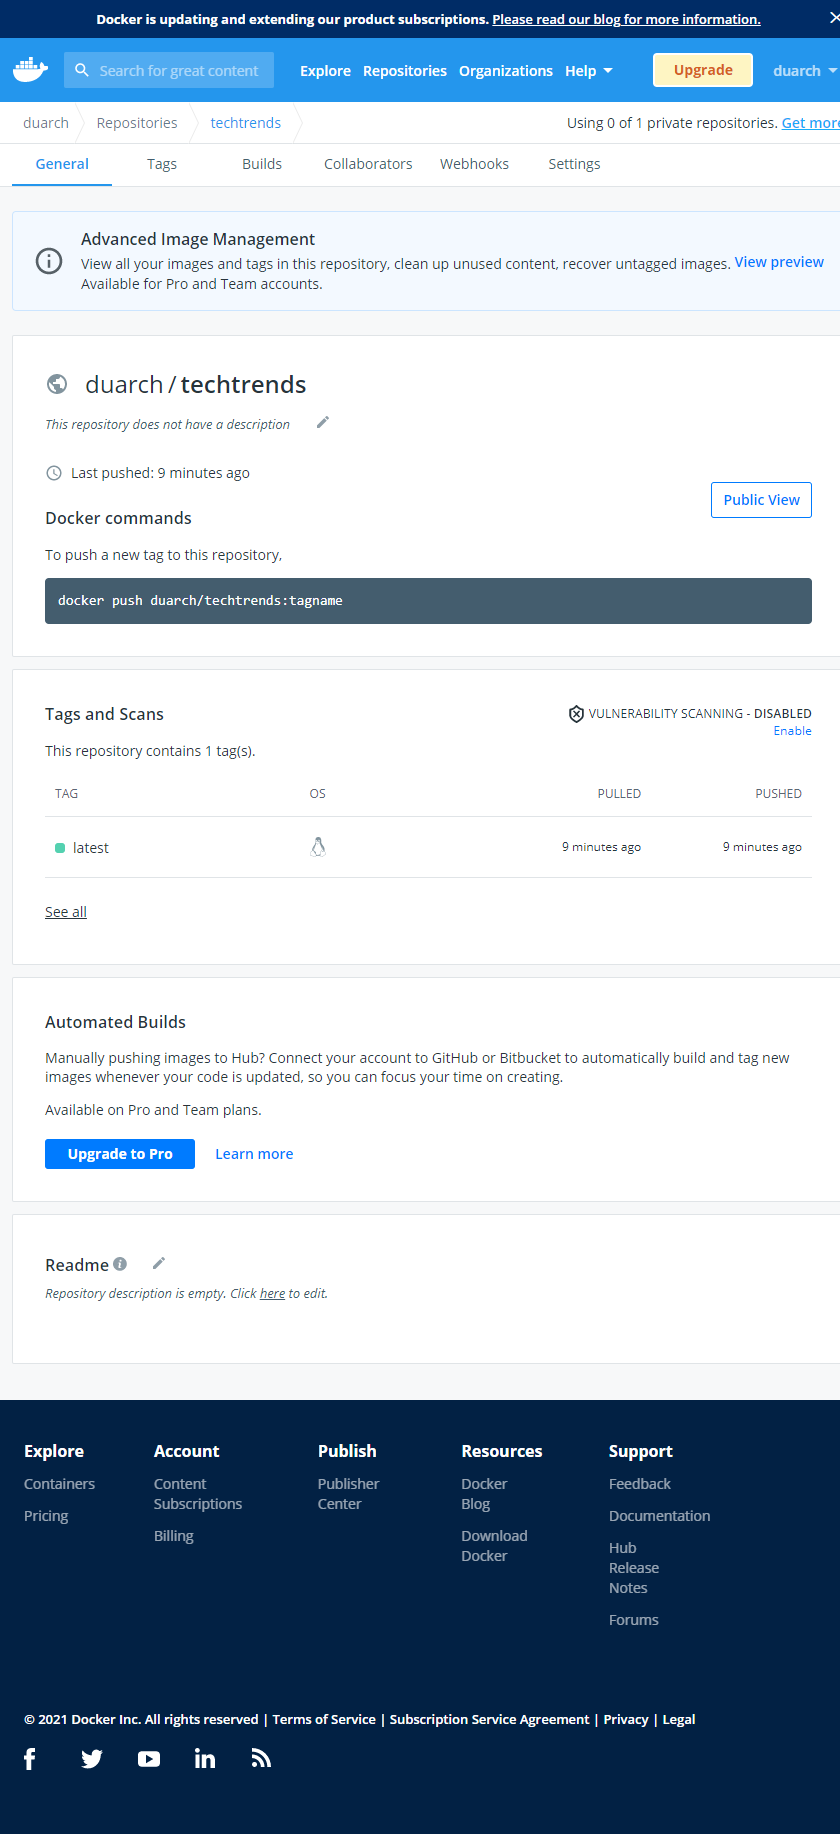 Docker is updating and extending our product subscriptions. Please read our blog for more information.
Search for great content
Explore Repositories Organizations Help Upgrade duarch
duarch Repositories techtrends Using 0 of 1 private repositories. Get more
General Tags Builds Collaborators Webhooks Settings
Advanced Image Management
View all your images and tags in this repository, clean up unused content, recover untagged images. View preview
Available for Pro and Team accounts.
duarch / techtrends
This repository does not have a description
Last pushed: 9 minutes ago
Public View
Docker commands
To push a new tag to this repository,
docker push duarch/techtrends:tagname
Tags and Scans VULNERABILITY SCANNING - DISABLED
Enable
This repository contains 1 tag(s).
TAG OS PULLED PUSHED
latest 9 minutes ago 9 minutes ago
See all
Automated Builds
Manually pushing images to Hub? Connect your account to GitHub or Bitbucket to automatically build and tag new
images whenever your code is updated, so you can focus your time on creating.
Available on Pro and Team plans.
Upgrade to Pro Learn more
Readme
Repository description is empty. Click here to edit.
Explore
Containers
Pricing
Account
Content
Subscriptions
Billing
Publish
Publisher
Center
Resources
Docker
Blog
Download
Docker
Support
Feedback
Documentation
Hub
Release
Notes
Forums
© 2021 Docker Inc. All rights reserved | Terms of Service | Subscription Service Agreement | Privacy | Legal